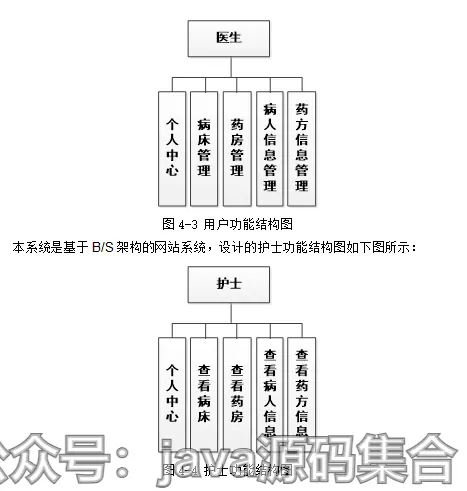 医生
个人中心
病床管理
药房管理
病人信息管理
药方信息管理
图 4-3 用户功能结构图
本系统是基于 B/S 架构的网站系统，设计的护士功能结构图如下图所示：
护士
个人中心
查看病床
查看药房
查看病人信息
查看药方信息
图 4-4 护士功能结构图
公众号：java源码集合